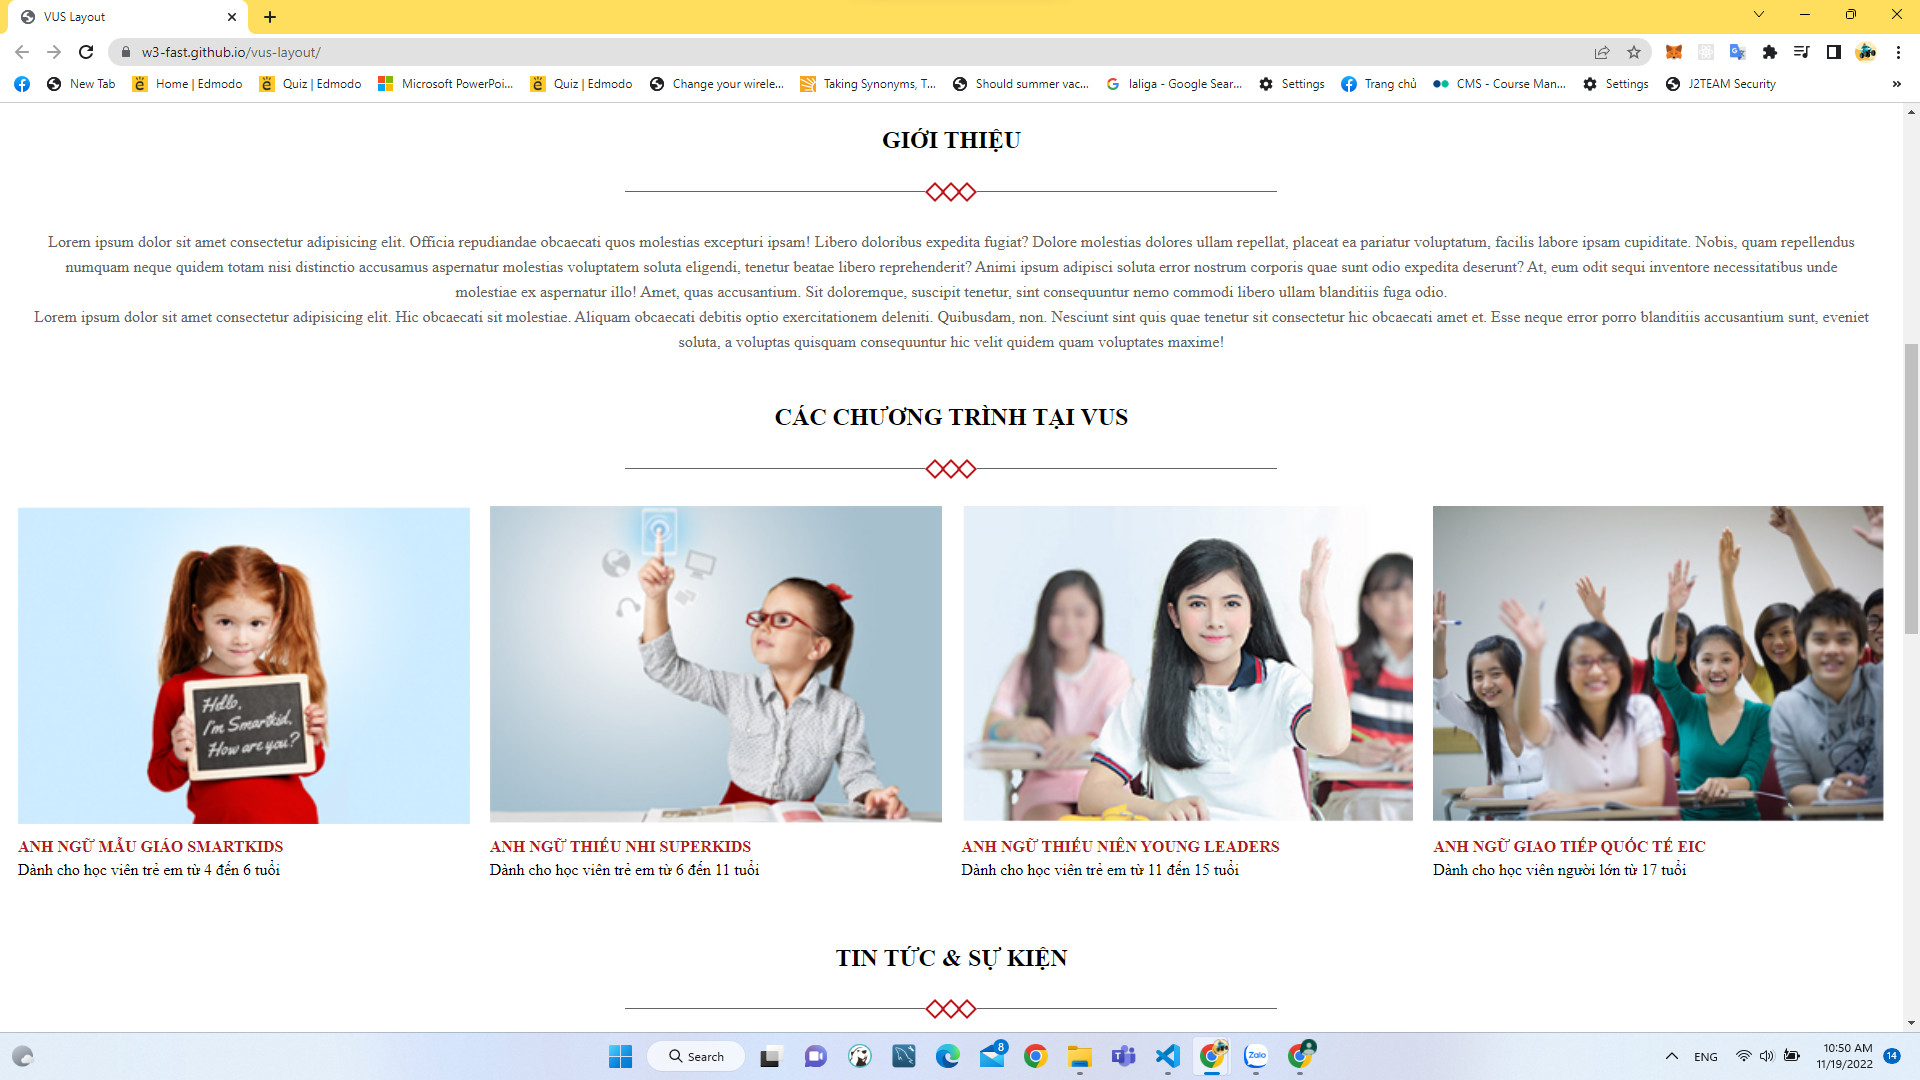 VUS Layout
w3-fast.github.io/vus-layout/
New Tab
Home | Edmodo
Quiz | Edmodo
Microsoft PowerPoi...
Quiz | Edmodo
Change your wirele...
Taking Synonyms, T...
Should summer vac...
laliga - Google Sear...
Settings
Trang chủ
CMS - Course Man...
Settings
J2TEAM Security
GIỚI THIỆU
Lorem ipsum dolor sit amet consectetur adipisicing elit. Officia repudiandae obcaecati quos molestias excepturi ipsam! Libero doloribus expedita fugiat? Dolore molestias dolores ullam repellat, placeat ea pariatur voluptatum, facilis labore ipsam cupiditate. Nobis, quam repellendus
numquam neque quidem totam nisi distinctio accusamus aspernatur molestias voluptatem soluta eligendi, tenetur beatae libero reprehenderit? Animi ipsum adipisci soluta error nostrum corporis quae sunt odio expedita deserunt? At, eum odit sequi inventore necessitatibus unde
molestiae ex aspernatur illo! Amet, quas accusantium. Sit doloremque, suscipit tenetur, sint consequuntur nemo commodi libero ullam blanditiis fuga odio.
Lorem ipsum dolor sit amet consectetur adipisicing elit. Hic obcaecati sit molestiae. Aliquam obcaecati debitis optio exercitationem deleniti. Quibusdam, non. Nesciunt sint quis quae tenetur sit consectetur hic obcaecati amet et. Esse neque error porro blanditiis accusantium sunt, eveniet
soluta, a voluptas quisquam consequuntur hic velit quidem quam voluptates maxime!
CÁC CHƯƠNG TRÌNH TẠI VUS
Hello,
I'm Smartkid,
How are you?
ANH NGỮ MẪU GIÁO SMARTKIDS
Dành cho học viên trẻ em từ 4 đến 6 tuổi
ANH NGỮ THIẾU NHI SUPERKIDS
Dành cho học viên trẻ em từ 6 đến 11 tuổi
ANH NGỮ THIẾU NIÊN YOUNG LEADERS
Dành cho học viên trẻ em từ 11 đến 15 tuổi
ANH NGỮ GIAO TIẾP QUỐC TẾ EIC
Dành cho học viên người lớn từ 17 tuổi
TIN TỨC & SỰ KIỆN
Search
8
Zalo
ENG
10:50 AM
11/19/2022
14